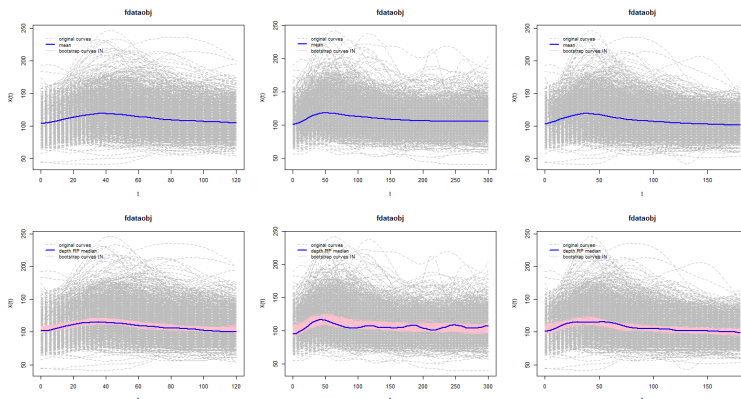 fdataobj
fdataobj
fdataobj
original curves
mean
bootstrap curves IN
original curves
mean
bootstrap curves IN
original curves
mean
bootstrap curves IN
X(t)
50 100 150 200 250
X(t)
50 100 150 200 250
X(t)
50 100 150 200 250
0 20 40 60 80 100 120
0 50 100 150 200 250 300
0 50 100 150
t
t
t
fdataobj
fdataobj
fdataobj
original curves
depth.RP median
bootstrap curves IN
original curves
depth.RP median
bootstrap curves IN
original curves
depth.RP median
bootstrap curves IN
X(t)
50 100 150 200 250
X(t)
50 100 150 200 250
X(t)
50 100 150 200 250
0 20 40 60 80 100 120
0 50 100 150 200 250 300
0 50 100 150